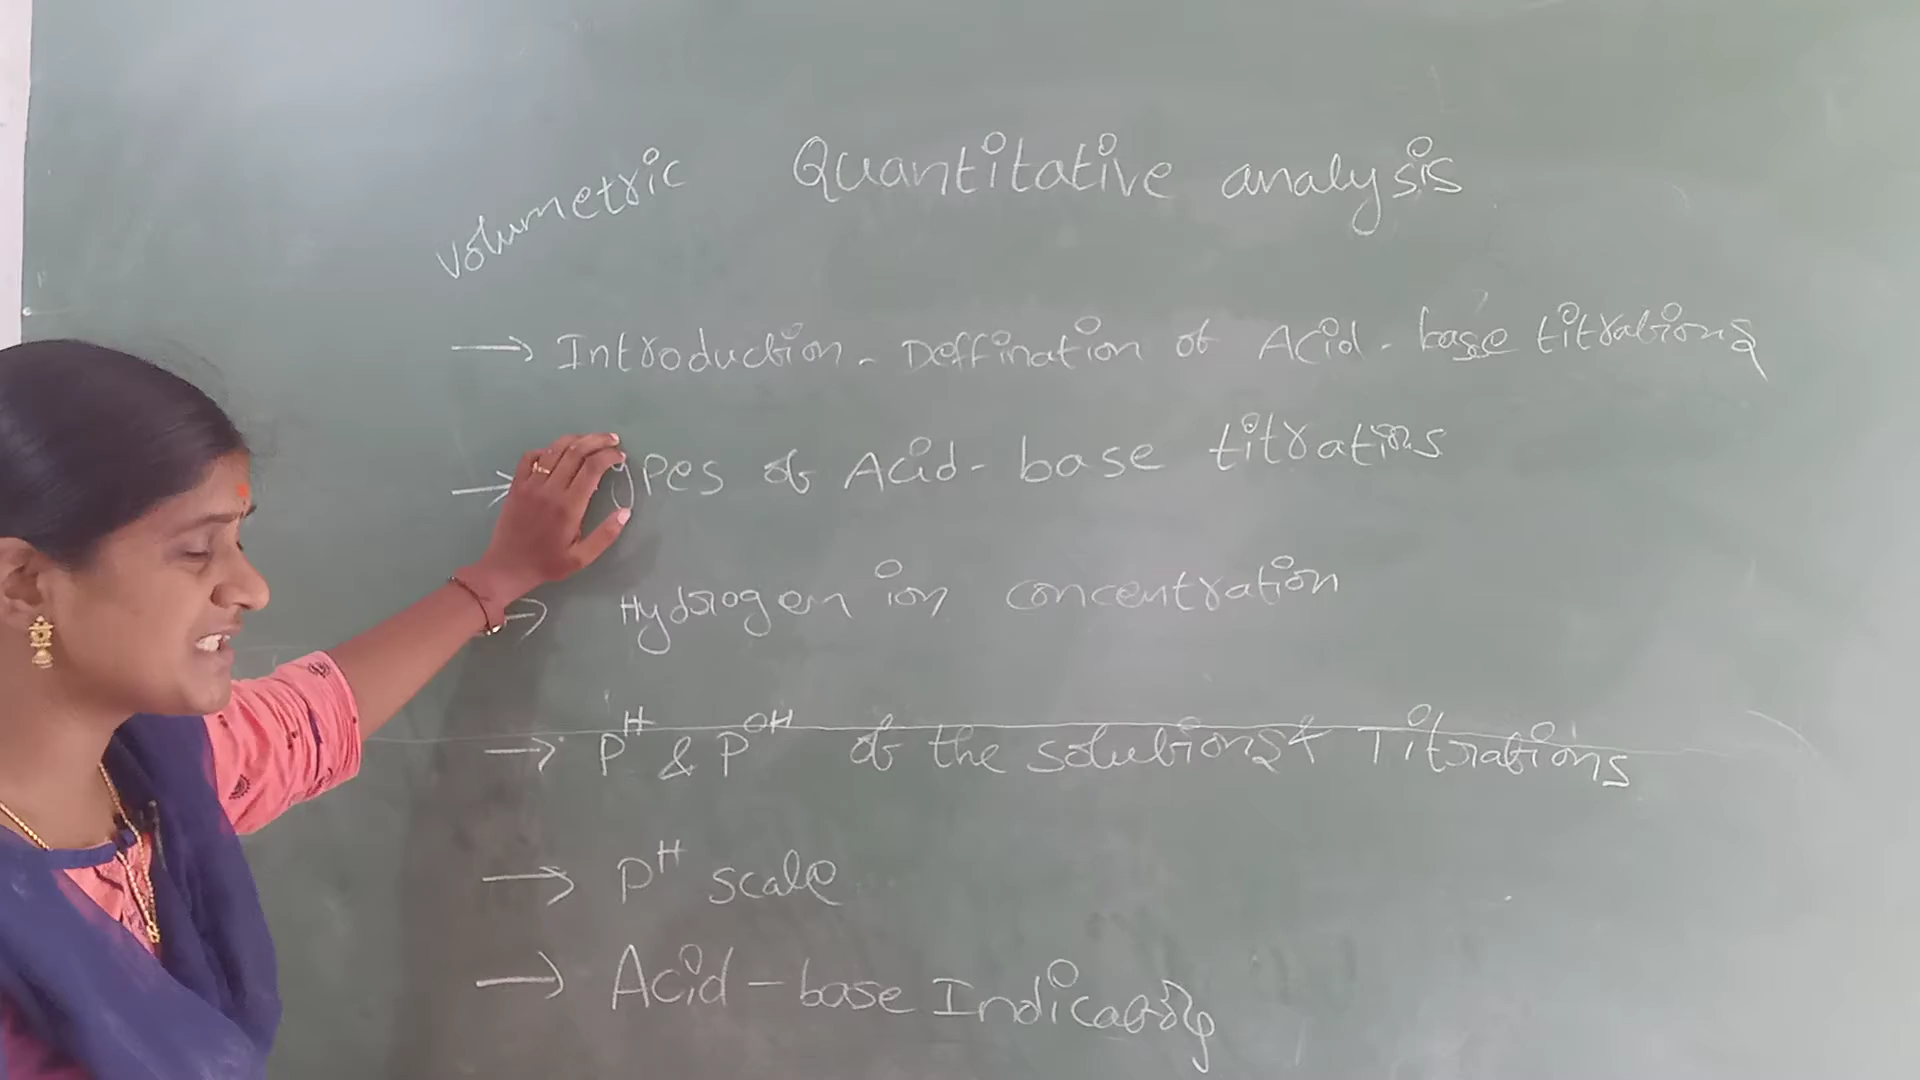 Volumetric Quantitative analysis
→ Introduction - Deffination of Acid - base titrations
→ Types of Acid - base titrations
→ Hydrogen ion concentration
→ P^H & P^OH of the solutions & Titrations
→ P^H scale
→ Acid - base Indicators